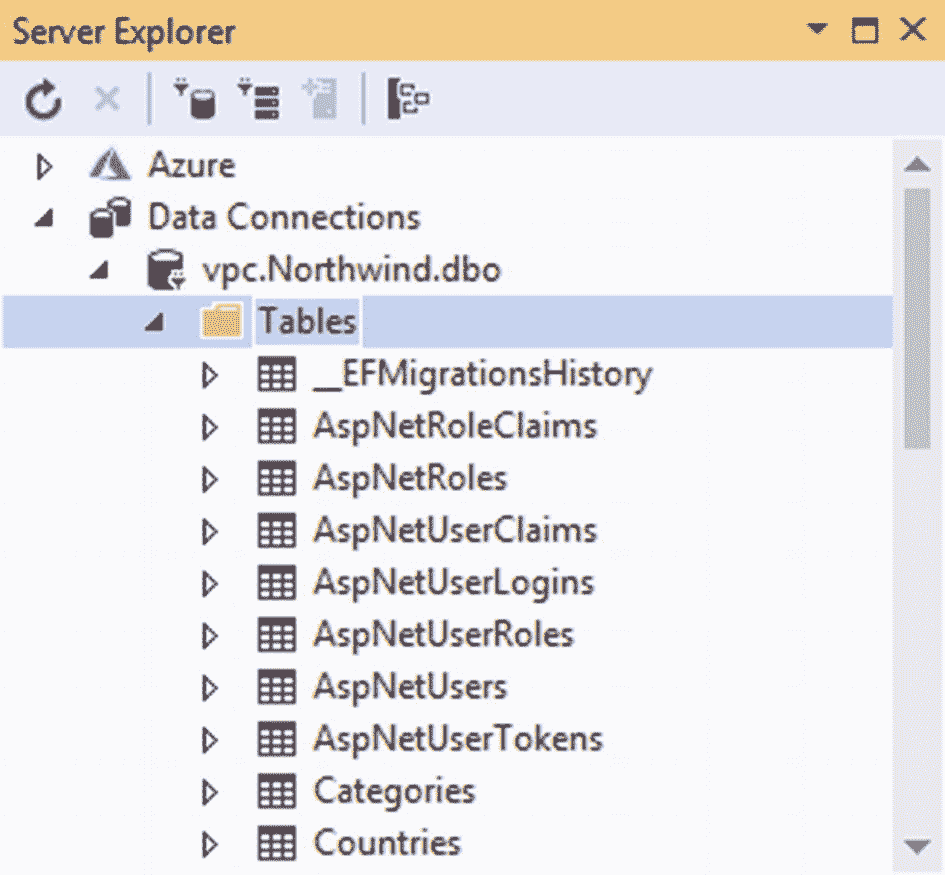 Server Explorer
Azure
Data Connections
vpc.Northwind.dbo
Tables
__EFMigrationsHistory
AspNetRoleClaims
AspNetRoles
AspNetUserClaims
AspNetUserLogins
AspNetUserRoles
AspNetUsers
AspNetUserTokens
Categories
Countries